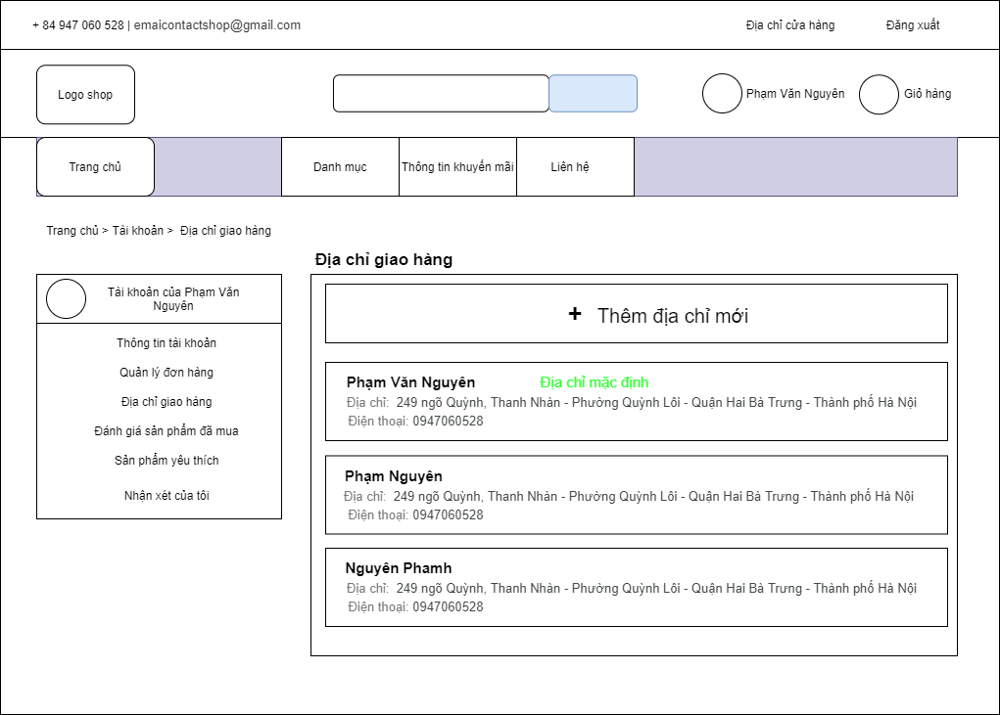 + 84 947 060 528 | emaicontactshop@gmail.com
Địa chỉ cửa hàng
Đăng xuất
Logo shop
Phạm Văn Nguyên
Giỏ hàng
Trang chủ
Danh mục
Thông tin khuyến mãi
Liên hệ
Trang chủ > Tài khoản > Địa chỉ giao hàng
Tài khoản của Phạm Văn
Nguyên
Thông tin tài khoản
Quản lý đơn hàng
Địa chỉ giao hàng
Đánh giá sản phẩm đã mua
Sản phẩm yêu thích
Nhận xét của tôi
Địa chỉ giao hàng
+ Thêm địa chỉ mới
Phạm Văn Nguyên Địa chỉ mặc định
Địa chỉ: 249 ngõ Quỳnh, Thanh Nhàn - Phường Quỳnh Lôi - Quận Hai Bà Trưng - Thành phố Hà Nội
Điện thoại: 0947060528
Phạm Nguyên
Địa chỉ: 249 ngõ Quỳnh, Thanh Nhàn - Phường Quỳnh Lôi - Quận Hai Bà Trưng - Thành phố Hà Nội
Điện thoại: 0947060528
Nguyên Phamh
Địa chỉ: 249 ngõ Quỳnh, Thanh Nhàn - Phường Quỳnh Lôi - Quận Hai Bà Trưng - Thành phố Hà Nội
Điện thoại: 0947060528